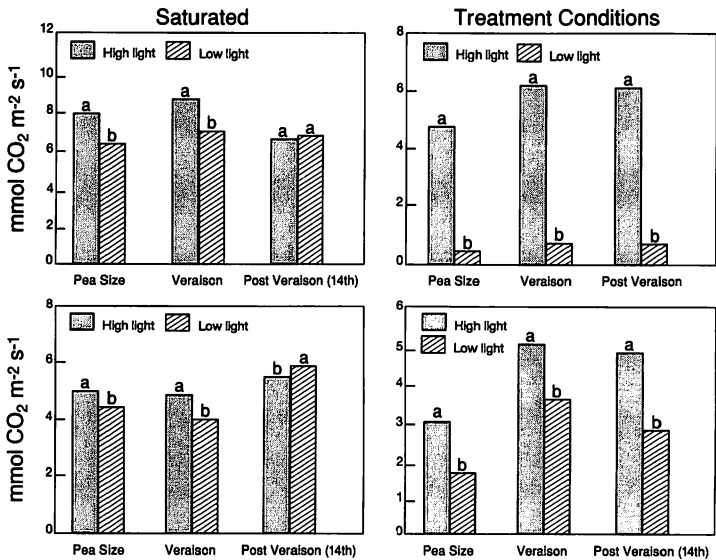 Saturated
Treatment Conditions
mmol CO2 m-2 s-1
12
10
8
6
4
2
0
High light
Low light
a
b
a
b
a
a
Pea Size
Veraison
Post Veraison (14th)
8
6
4
2
0
High light
Low light
a
b
a
b
a
b
Pea Size
Veraison
Post Veraison
mmol CO2 m-2 s-1
8
6
4
2
0
High light
Low light
a
b
a
b
b
a
Pea Size
Veraison
Post Veraison (14th)
6
5
4
3
2
1
0
High light
Low light
a
b
a
b
a
b
Pea Size
Veraison
Post Veraison (14th)